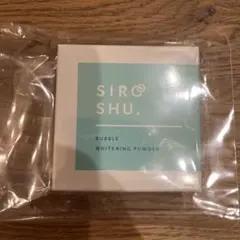 SIRO
SHU.
BUBBLE
WHITENING POWDER